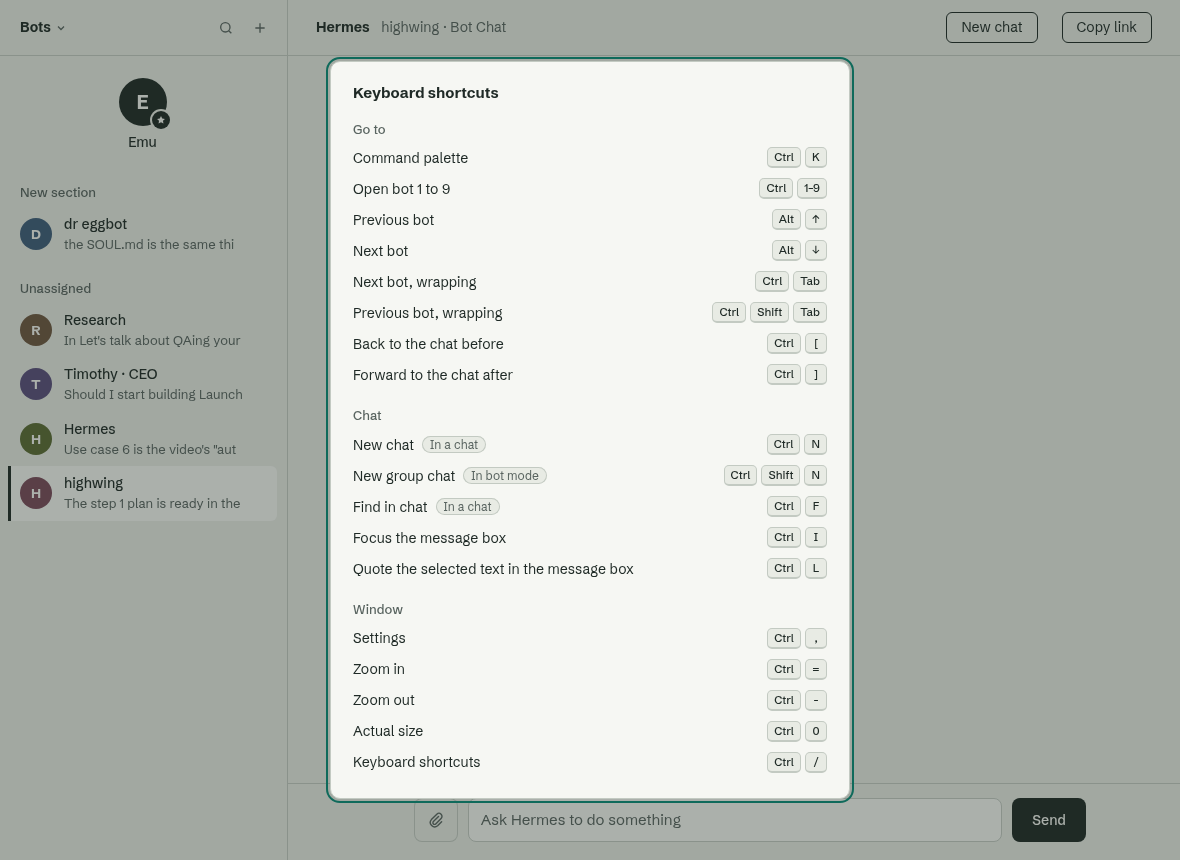 Bots
Hermes highwing · Bot Chat
New chat
Copy link
E
Emu
New section
D
dr eggbot
the SOUL.md is the same thi
Unassigned
R
Research
In Let's talk about QAing your
T
Timothy · CEO
Should I start building Launch
H
Hermes
Use case 6 is the video's "aut
H
highwing
The step 1 plan is ready in the
Keyboard shortcuts
Go to
Command palette Ctrl K
Open bot 1 to 9 Ctrl 1-9
Previous bot Alt ↑
Next bot Alt ↓
Next bot, wrapping Ctrl Tab
Previous bot, wrapping Ctrl Shift Tab
Back to the chat before Ctrl [
Forward to the chat after Ctrl ]
Chat
New chat In a chat Ctrl N
New group chat In bot mode Ctrl Shift N
Find in chat In a chat Ctrl F
Focus the message box Ctrl I
Quote the selected text in the message box Ctrl L
Window
Settings Ctrl ,
Zoom in Ctrl =
Zoom out Ctrl -
Actual size Ctrl 0
Keyboard shortcuts Ctrl /
Ask Hermes to do something
Send